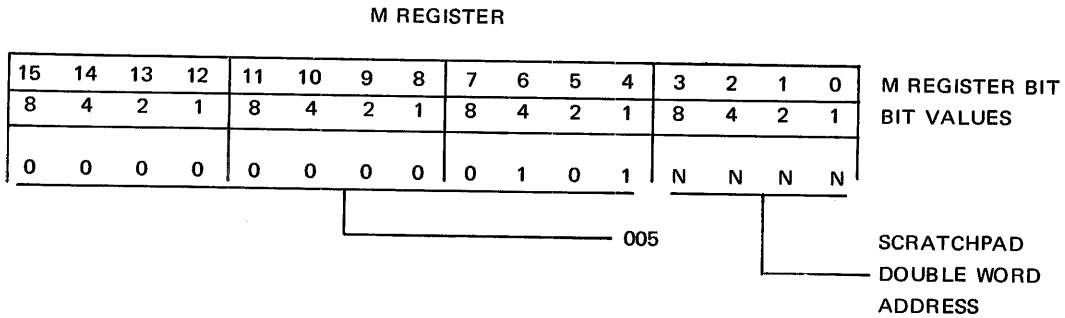 M REGISTER
15 14 13 12 11 10 9 8 7 6 5 4 3 2 1 0 M REGISTER BIT
8 4 2 1 8 4 2 1 8 4 2 1 8 4 2 1 BIT VALUES
0 0 0 0 0 0 0 0 0 1 0 1 N N N N
005
SCRATCHPAD
DOUBLE WORD
ADDRESS